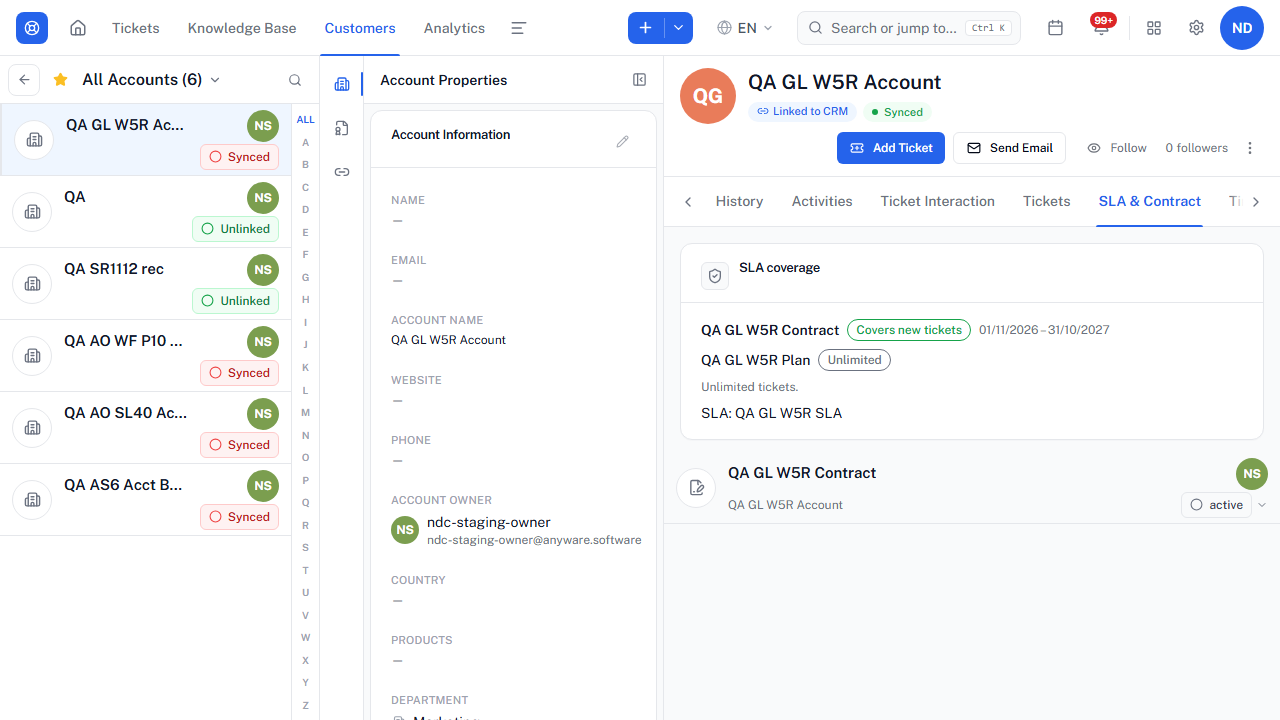 Tickets
Knowledge Base
Customers
Analytics
EN
Search or jump to...
Ctrl K
99+
ND
All Accounts (6)
QA GL W5R Ac...
NS
Synced
QA
NS
Unlinked
QA SR1112 rec
NS
Unlinked
QA AO WF P10 ...
NS
Synced
QA AO SL40 Ac...
NS
Synced
QA AS6 Acct B...
NS
Synced
ALL
A
B
C
D
E
F
G
H
I
J
K
L
M
N
O
P
Q
R
S
T
U
V
W
X
Y
Z
Account Properties
Account Information
NAME
—
EMAIL
—
ACCOUNT NAME
QA GL W5R Account
WEBSITE
—
PHONE
—
ACCOUNT OWNER
NS
ndc-staging-owner
ndc-staging-owner@anyware.software
COUNTRY
—
PRODUCTS
—
DEPARTMENT
QG
QA GL W5R Account
Linked to CRM
Synced
Add Ticket
Send Email
Follow
0 followers
History
Activities
Ticket Interaction
Tickets
SLA & Contract
SLA coverage
QA GL W5R Contract
Covers new tickets
01/11/2026 – 31/10/2027
QA GL W5R Plan
Unlimited
Unlimited tickets.
SLA: QA GL W5R SLA
QA GL W5R Contract
NS
QA GL W5R Account
active